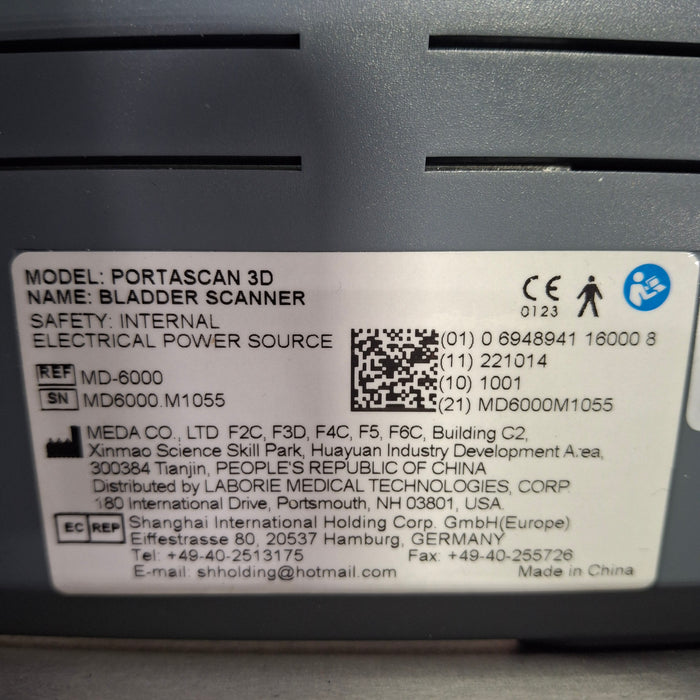 MODEL: PORTASCAN 3D
NAME: BLADDER SCANNER
SAFETY: INTERNAL
ELECTRICAL POWER SOURCE
CE
0123
(01) 0 6948941 16000 8
(11) 221014
(10) 1001
(21) MD6000M1055
REF MD-6000
SN MD6000.M1055
MEDA CO., LTD F2C, F3D, F4C, F5, F6C, Building C2,
Xinmao Science Skill Park, Huayuan Industry Development Area,
300384 Tianjin, PEOPLE'S REPUBLIC OF CHINA
Distributed by LABORIE MEDICAL TECHNOLOGIES, CORP.
180 International Drive, Portsmouth, NH 03801, USA.
EC REP Shanghai International Holding Corp. GmbH(Europe)
Eiffestrasse 80, 20537 Hamburg, GERMANY
Tel: +49-40-2513175 Fax: +49-40-255726
E-mail: shholding@hotmail.com Made in China